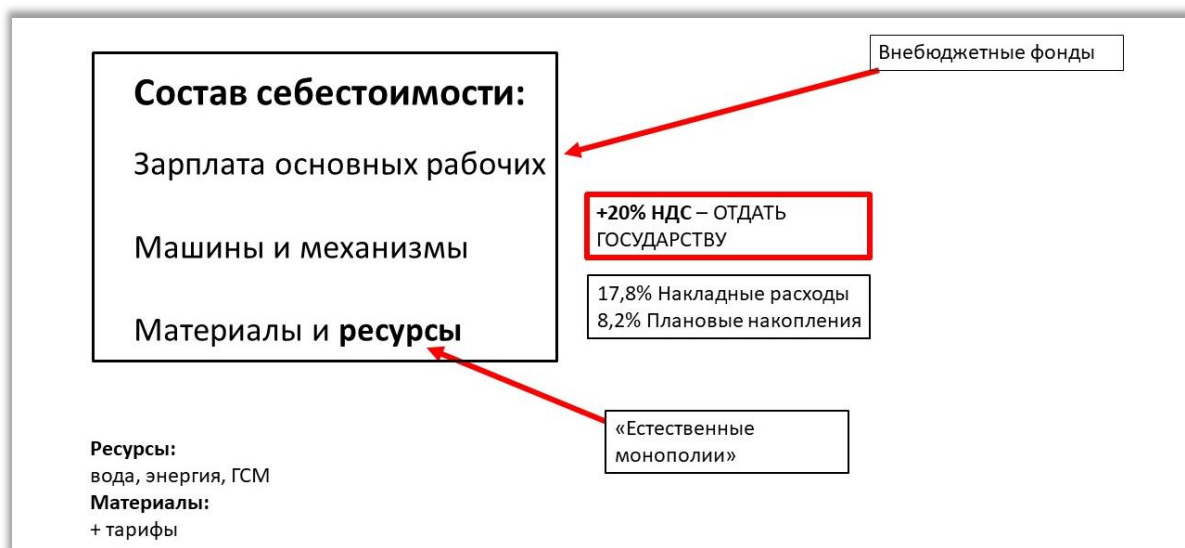 Внебюджетные фонды
Состав себестоимости:
Зарплата основных рабочих
Машины и механизмы
Материалы и ресурсы
+20% НДС – ОТДАТЬ
ГОСУДАРСТВУ
17,8% Накладные расходы
8,2% Плановые накопления
«Естественные
монополии»
Ресурсы:
вода, энергия, ГСМ
Материалы:
+ тарифы